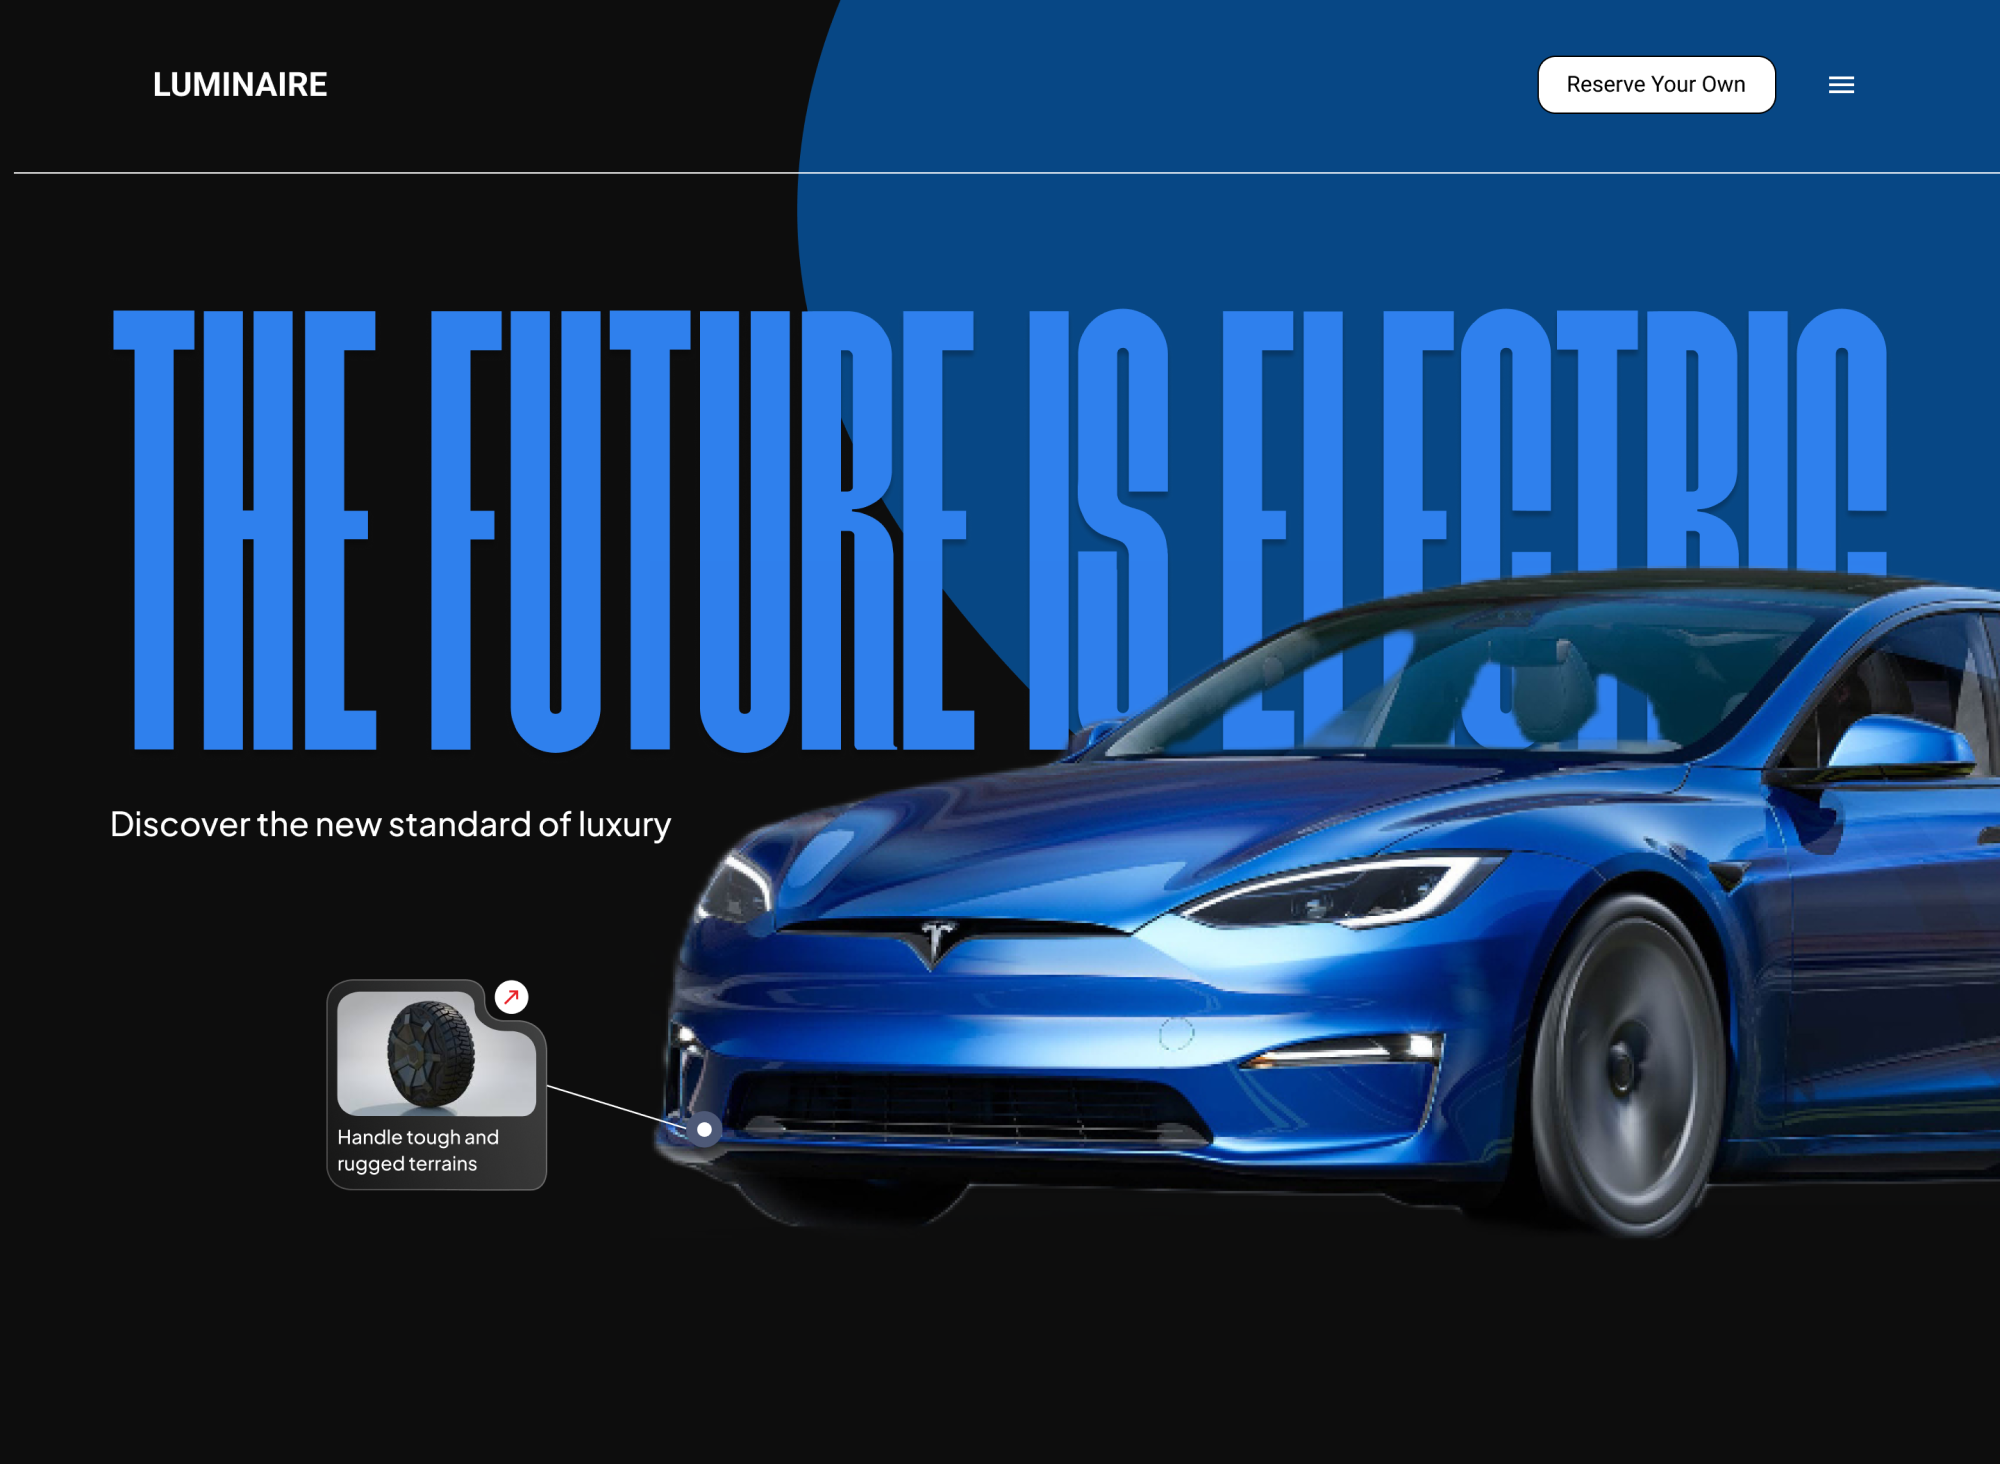 LUMINAIRE
Reserve Your Own
THE FUTURE IS ELECTRIC
Discover the new standard of luxury
Handle tough and
rugged terrains